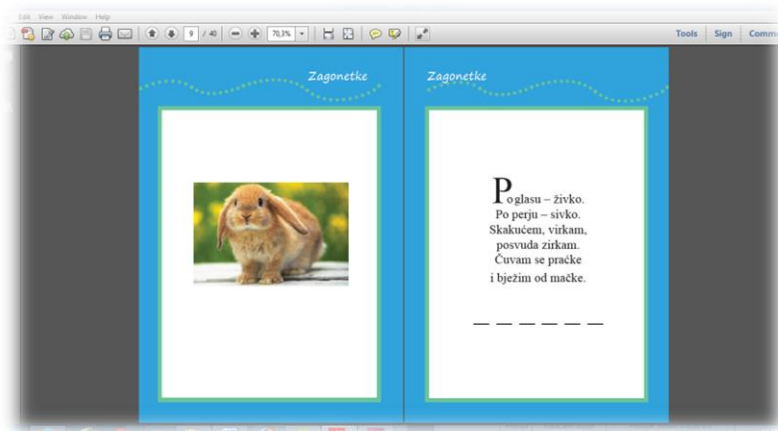 Edit View Window Help
9 / 40
70,3%
Tools Sign Comme
Zagonetke
Zagonetke
Po glasu – živko.
Po perju – sivko.
Skakućem, virkam,
posvuda zirkam.
Čuvam se praćke
i bježim od mačke.
_ _ _ _ _ _